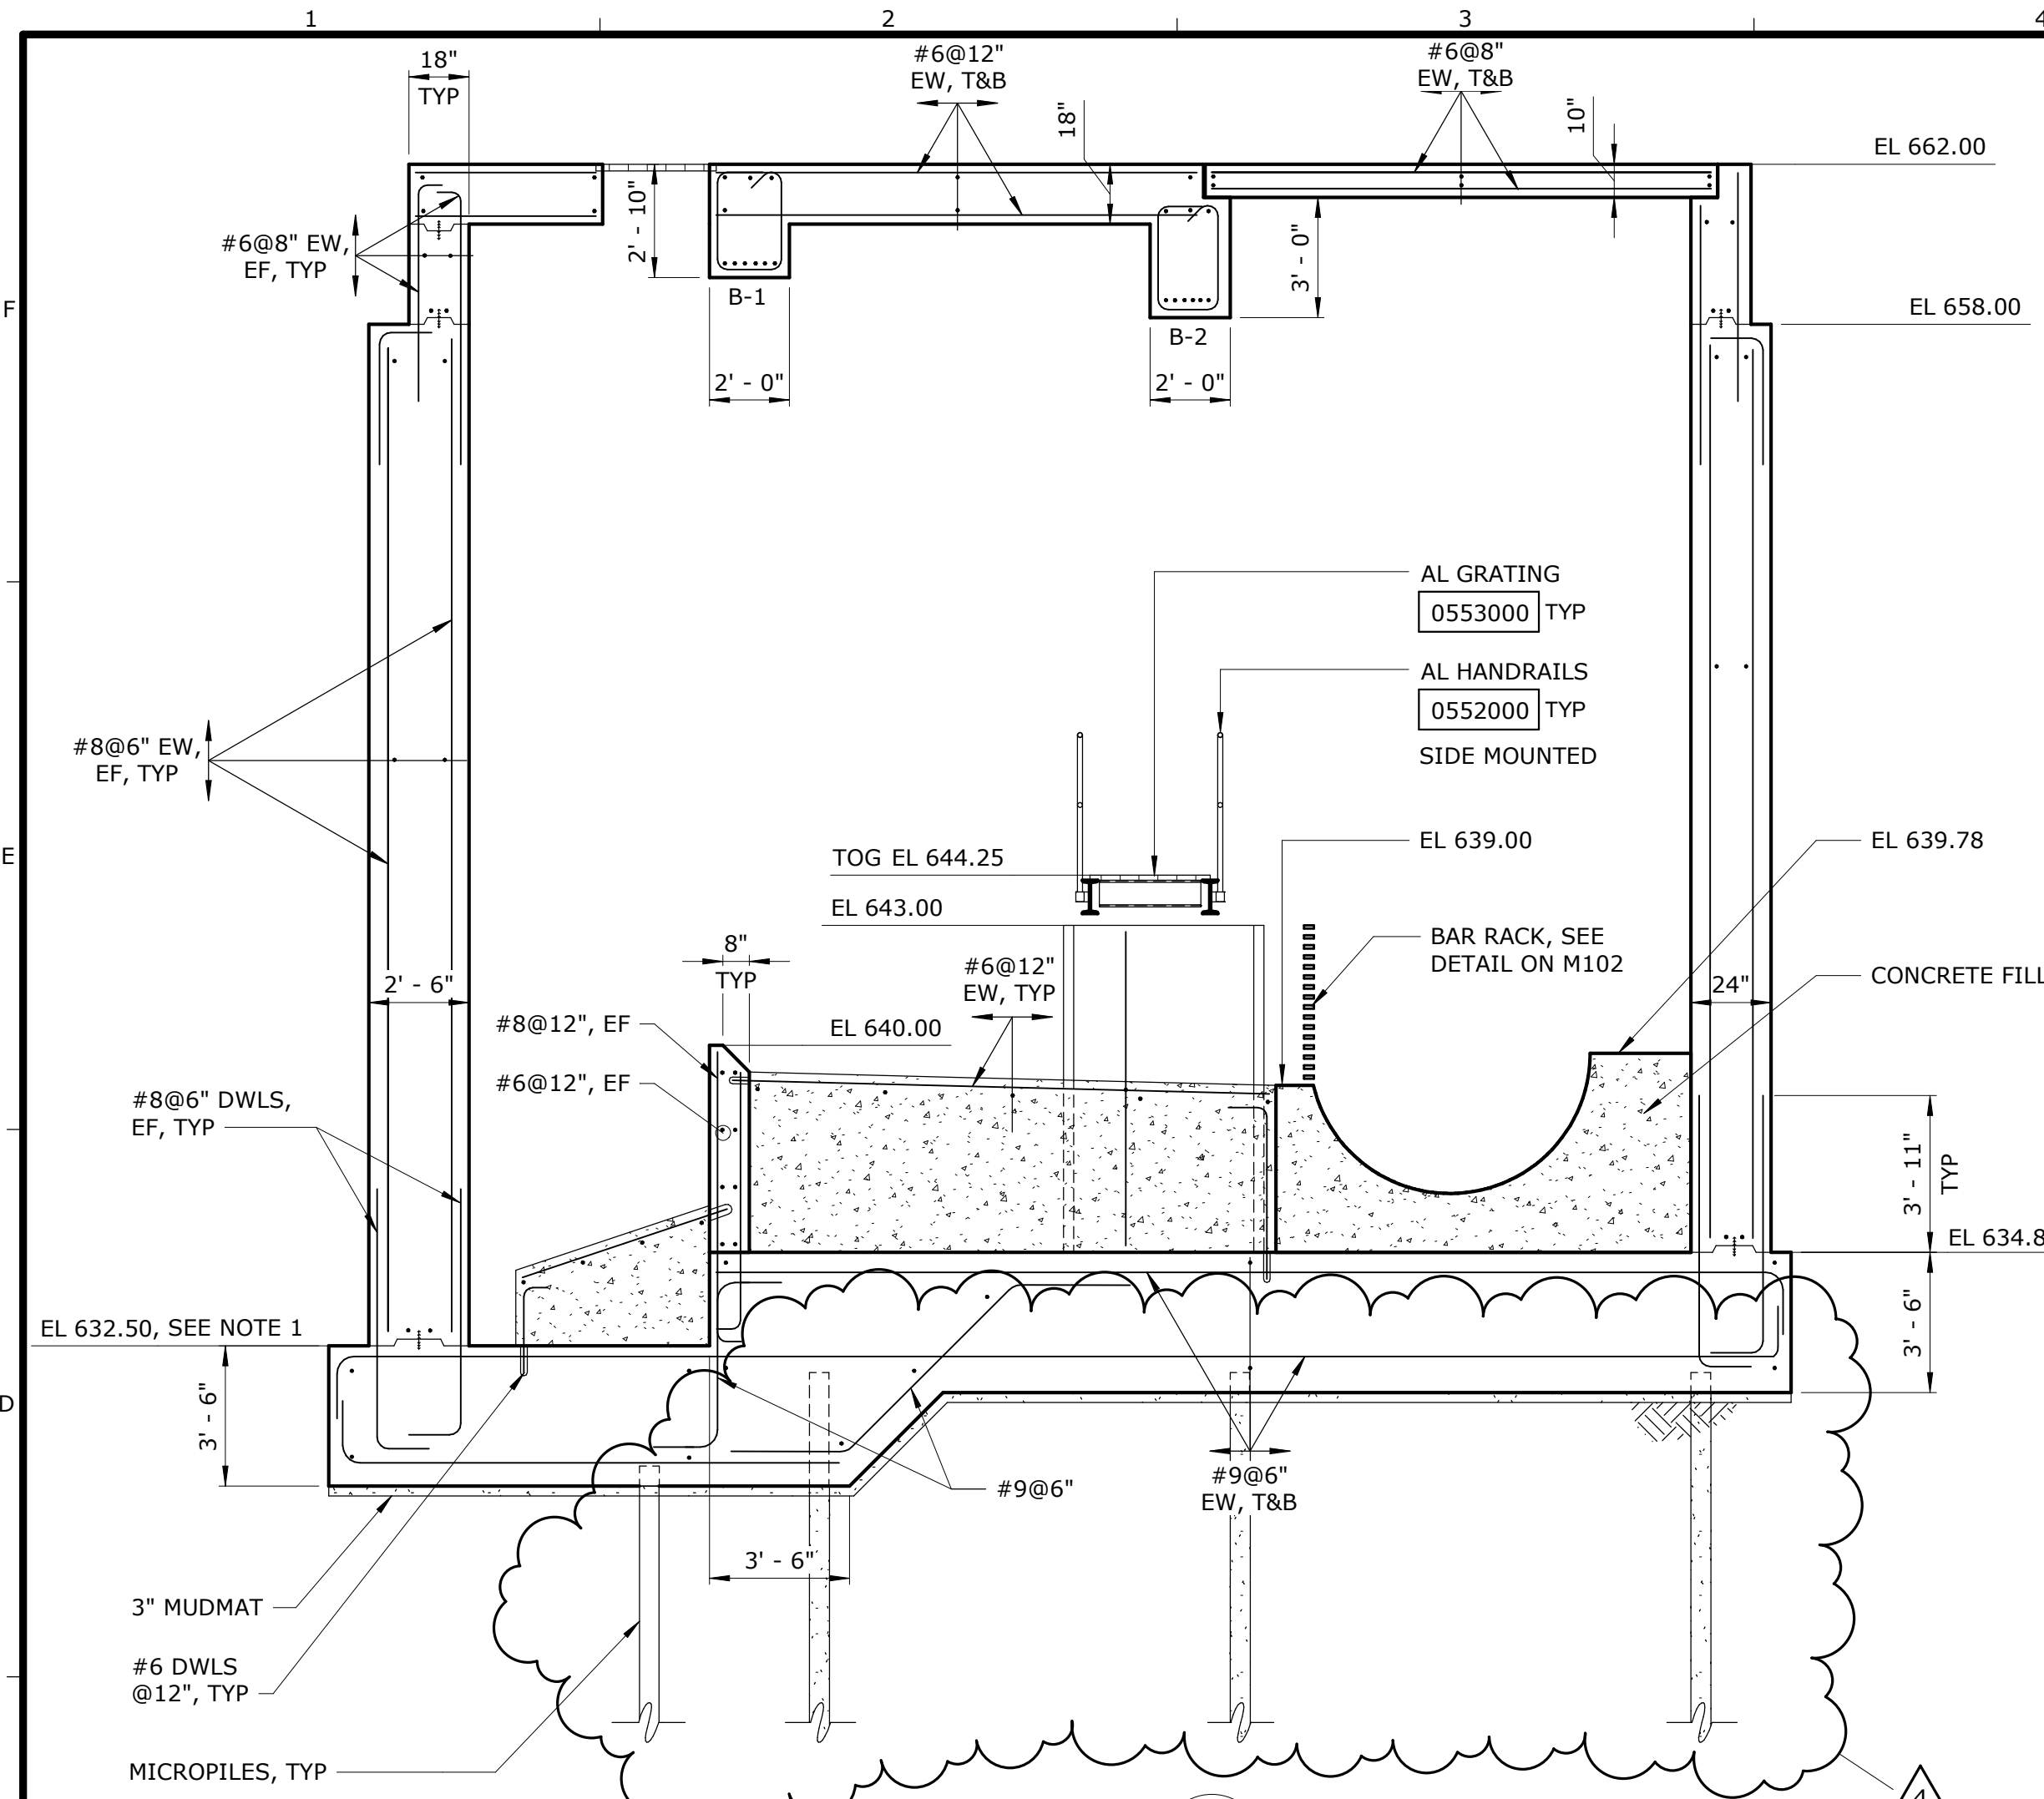 1
2
3
4
F
E
D
18"
TYP
#6@12"
EW, T&B
18"
#6@8"
EW, T&B
10"
EL 662.00
2' - 10"
#6@8" EW,
EF, TYP
3' - 0"
B-1
EL 658.00
B-2
2' - 0"
2' - 0"
AL GRATING
0553000 TYP
AL HANDRAILS
0552000 TYP
SIDE MOUNTED
#8@6" EW,
EF, TYP
EL 639.00
EL 639.78
TOG EL 644.25
EL 643.00
BAR RACK, SEE
DETAIL ON M102
8"
TYP
#6@12"
EW, TYP
CONCRETE FILL
2' - 6"
24"
#8@12", EF
EL 640.00
#6@12", EF
#8@6" DWLS,
EF, TYP
3' - 11"
TYP
EL 634.8
EL 632.50, SEE NOTE 1
3' - 6"
3' - 6"
#9@6"
#9@6"
EW, T&B
3' - 6"
3" MUDMAT
#6 DWLS
@12", TYP
MICROPILES, TYP
4